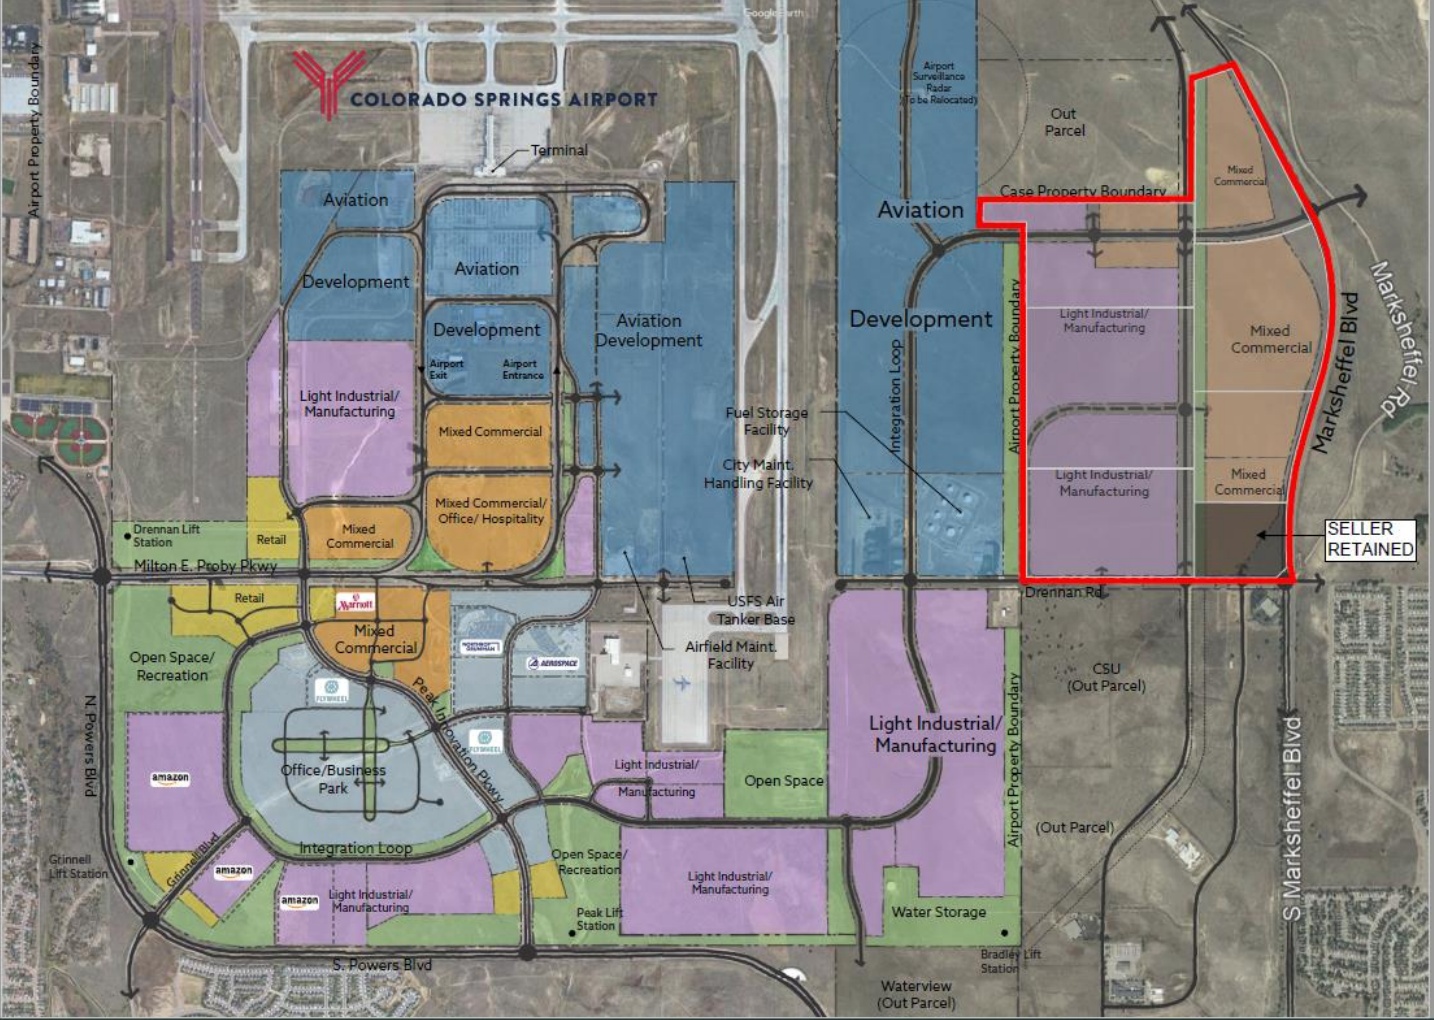 Google Earth
COLORADO SPRINGS AIRPORT
Airport Property Boundary
Terminal
Airport
Surveillance
Radar
(To be Relocated)
Out
Parcel
Case Property Boundary
Mixed
Commercial
Aviation
Development
Aviation
Development
Airport
Exit
Airport
Entrance
Aviation
Development
Aviation
Development
Integration Loop
Airport Property Boundary
Light Industrial/
Manufacturing
Mixed
Commercial
Marksheffel Blvd
Marksheffel Rd
Light Industrial/
Manufacturing
Mixed Commercial
Mixed Commercial/
Office/ Hospitality
Mixed
Commercial
Fuel Storage
Facility
City Maint.
Handling Facility
Light Industrial/
Manufacturing
Mixed
Commercial
SELLER
RETAINED
Drennan Lift
Station
Retail
Milton E. Proby Pkwy
Drennan Rd
USFS Air
Tanker Base
Airfield Maint.
Facility
Retail
Marriott
Mixed
Commercial
NORTHROP
GRUMMAN
AEROSPACE
Open Space/
Recreation
FLYWHEEL
FLYWHEEL
Peak Innovation Pkwy
N. Powers Blvd
amazon
Office/Business
Park
Light Industrial/
Manufacturing
Open Space
Light Industrial/
Manufacturing
Airport Property Boundary
CSU
(Out Parcel)
(Out Parcel)
S Marksheffel Blvd
Grinnell
Lift Station
Grinnell Blvd
Integration Loop
amazon
amazon
Light Industrial/
Manufacturing
Open Space/
Recreation
Light Industrial/
Manufacturing
Peak Lift
Station
Water Storage
Bradley Lift
Station
S. Powers Blvd
Waterview
(Out Parcel)